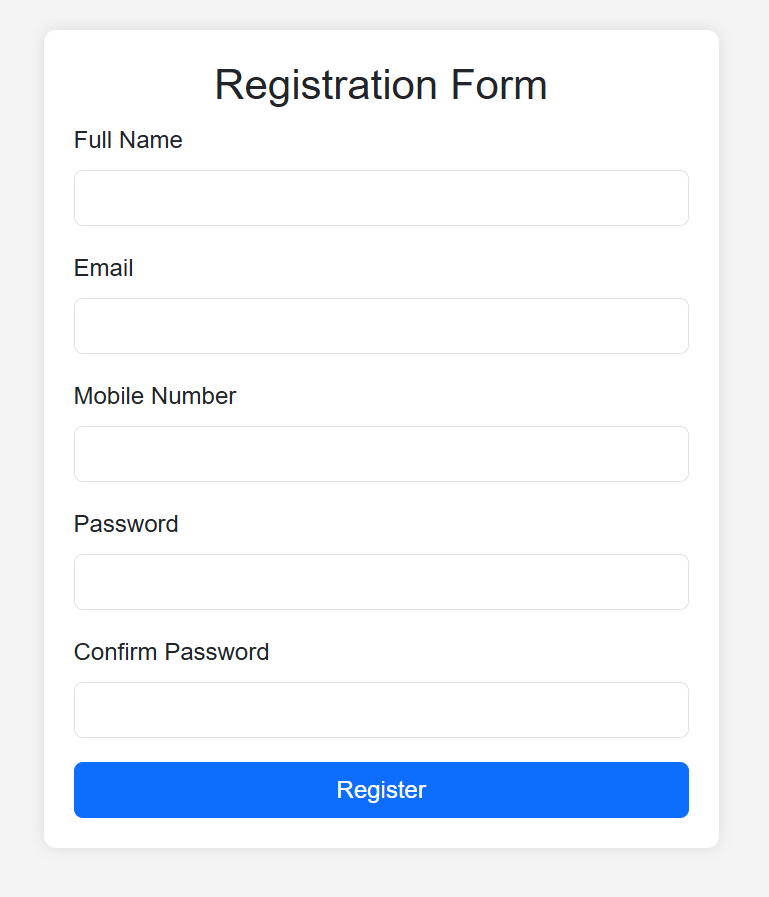 Registration Form
Full Name
Email
Mobile Number
Password
Confirm Password
Register